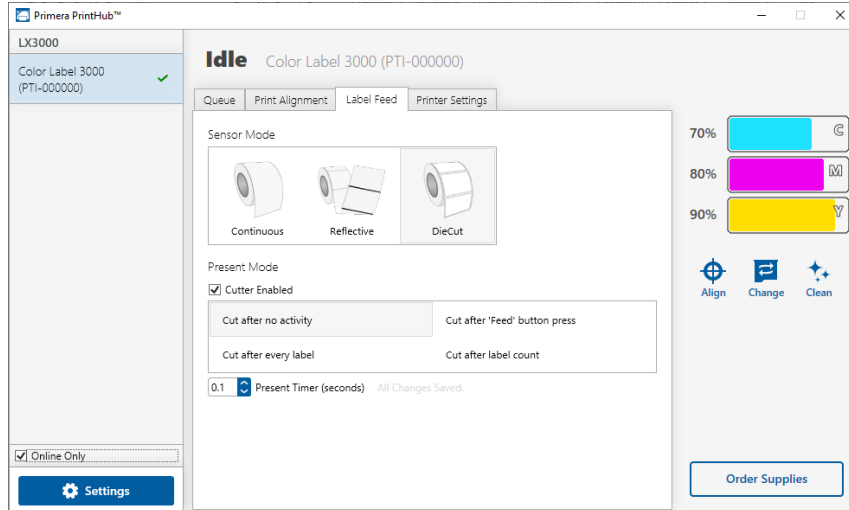 Primera PrintHub™
LX3000
Color Label 3000
(PTI-000000)
Online Only
Settings
Idle Color Label 3000 (PTI-000000)
Queue Print Alignment Label Feed Printer Settings
Sensor Mode
Continuous Reflective DieCut
Present Mode
Cutter Enabled
Cut after no activity Cut after 'Feed' button press
Cut after every label Cut after label count
0.1 Present Timer (seconds) All Changes Saved.
70% C
80% M
90% Y
Align Change Clean
Order Supplies